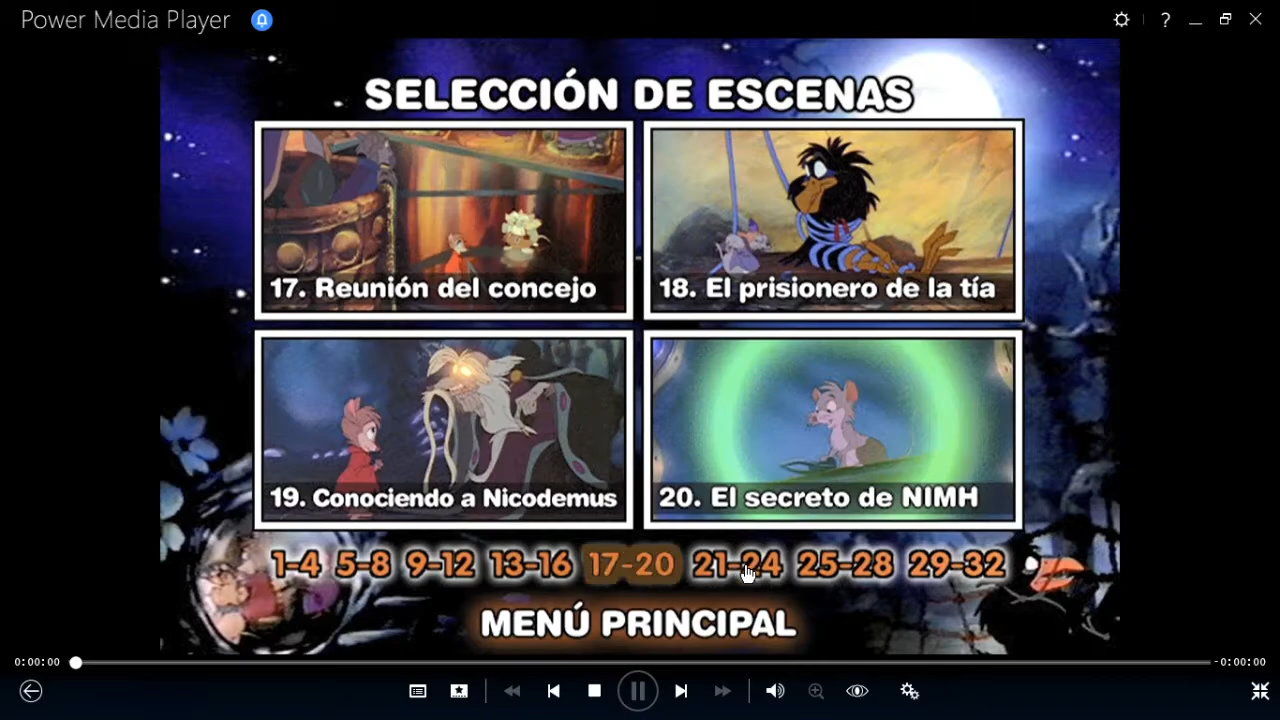 Power Media Player
?
SELECCIÓN DE ESCENAS
17. Reunión del concejo
18. El prisionero de la tía
19. Conociendo a Nicodemus
20. El secreto de NIMH
1-4 5-8 9-12 13-16 17-20 21-24 25-28 29-32
MENÚ PRINCIPAL
0:00:00
-0:00:00